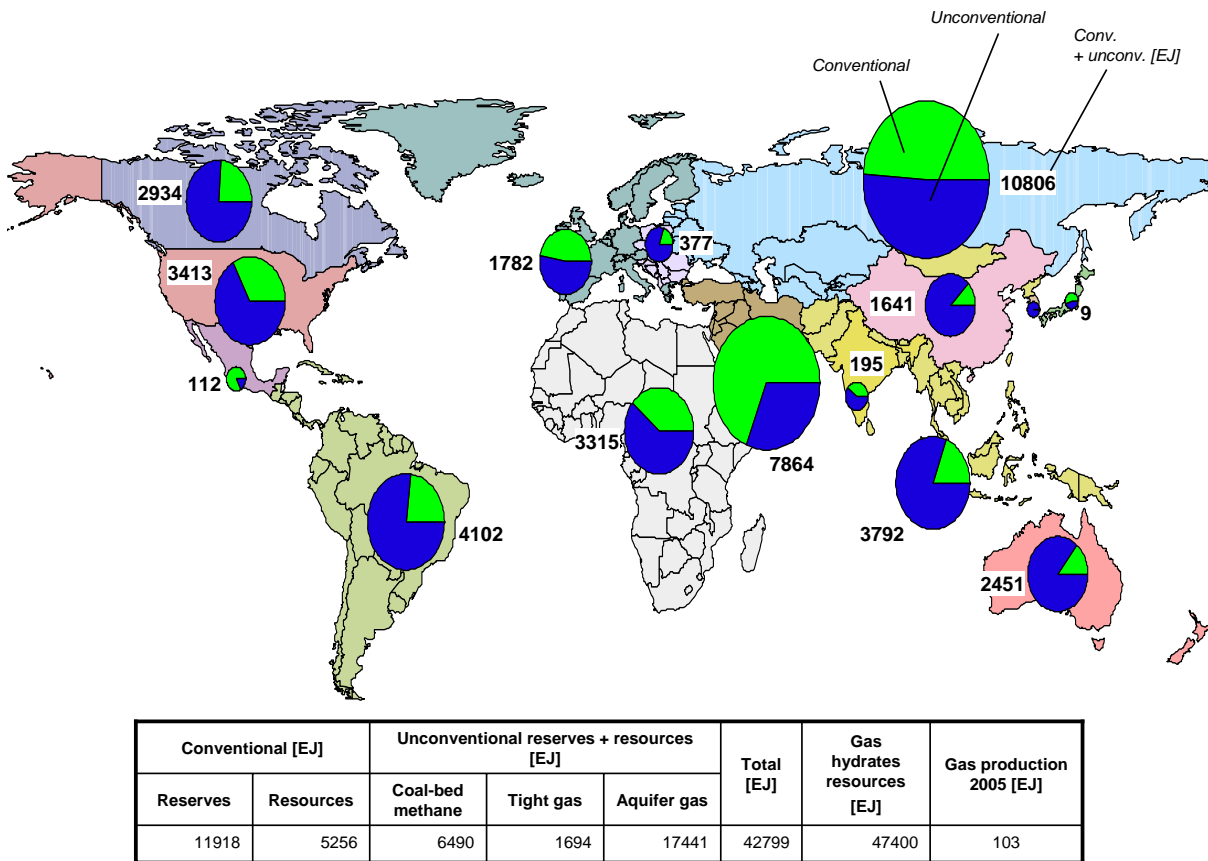 Unconventional
Conv.
+ unconv. [EJ]
Conventional
2934
10806
3413
1782
377
1641
9
112
195
3315
7864
4102
3792
2451
Conventional [EJ]
Unconventional reserves + resources
[EJ]
Total
[EJ]
Gas
hydrates
resources
[EJ]
Gas production
2005 [EJ]
Reserves
Resources
Coal-bed
methane
Tight gas
Aquifer gas
11918
5256
6490
1694
17441
42799
47400
103